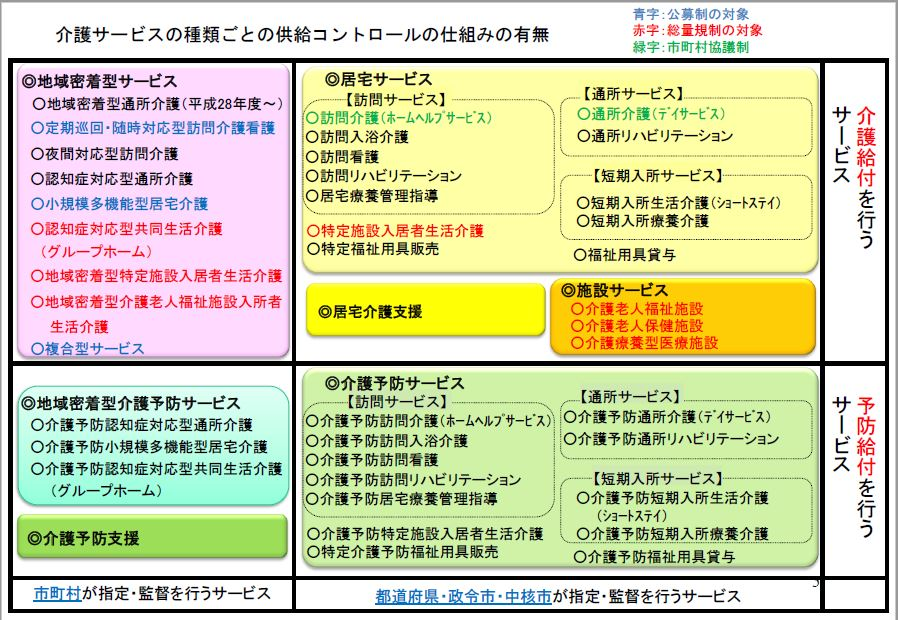 介護サービスの種類ごとの供給コントロールの仕組みの有無
青字：公募制の対象
赤字：総量規制の対象
緑字：市町村協議制
◎地域密着型サービス
○地域密着型通所介護（平成28年度～）
○定期巡回・随時対応型訪問介護看護
○夜間対応型訪問介護
○認知症対応型通所介護
○小規模多機能型居宅介護
○認知症対応型共同生活介護
（グループホーム）
○地域密着型特定施設入居者生活介護
○地域密着型介護老人福祉施設入所者
生活介護
○複合型サービス
◎居宅サービス
【訪問サービス】
○訪問介護（ホームヘルプサービス）
○訪問入浴介護
○訪問看護
○訪問リハビリテーション
○居宅療養管理指導
○特定施設入居者生活介護
○特定福祉用具販売
【通所サービス】
○通所介護（デイサービス）
○通所リハビリテーション
【短期入所サービス】
○短期入所生活介護（ショートステイ）
○短期入所療養介護
○福祉用具貸与
◎居宅介護支援
◎施設サービス
○介護老人福祉施設
○介護老人保健施設
○介護療養型医療施設
介護給付を行う
サービス
◎地域密着型介護予防サービス
○介護予防認知症対応型通所介護
○介護予防小規模多機能型居宅介護
○介護予防認知症対応型共同生活介護
（グループホーム）
◎介護予防支援
◎介護予防サービス
【訪問サービス】
○介護予防訪問介護（ホームヘルプサービス）
○介護予防訪問入浴介護
○介護予防訪問看護
○介護予防訪問リハビリテーション
○介護予防居宅療養管理指導
○介護予防特定施設入居者生活介護
○特定介護予防福祉用具販売
【通所サービス】
○介護予防通所介護（デイサービス）
○介護予防通所リハビリテーション
【短期入所サービス】
○介護予防短期入所生活介護
（ショートステイ）
○介護予防短期入所療養介護
○介護予防福祉用具貸与
予防給付を行う
サービス
市町村が指定・監督を行うサービス
都道府県・政令市・中核市が指定・監督を行うサービス